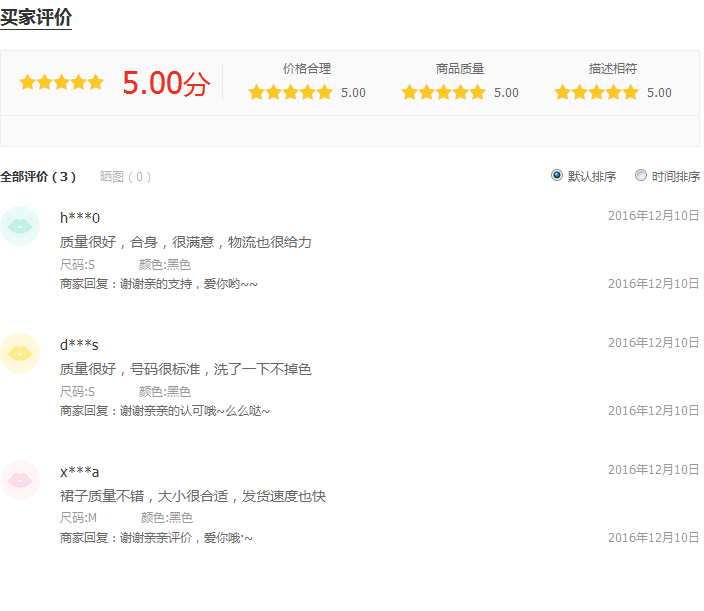 买家评价
5.00分
价格合理
商品质量
描述相符
5.00
5.00
5.00
全部评价（3）
晒图（0）
默认排序
时间排序
h***0
2016年12月10日
质量很好，合身，很满意，物流也很给力
尺码:S 颜色:黑色
商家回复：谢谢亲的支持，爱你哟~~
2016年12月10日
d***s
2016年12月10日
质量很好，号码很标准，洗了一下不掉色
尺码:S 颜色:黑色
商家回复：谢谢亲亲的认可哦~么么哒~
2016年12月10日
x***a
2016年12月10日
裙子质量不错，大小很合适，发货速度也快
尺码:M 颜色:黑色
商家回复：谢谢亲亲评价，爱你哦·~
2016年12月10日